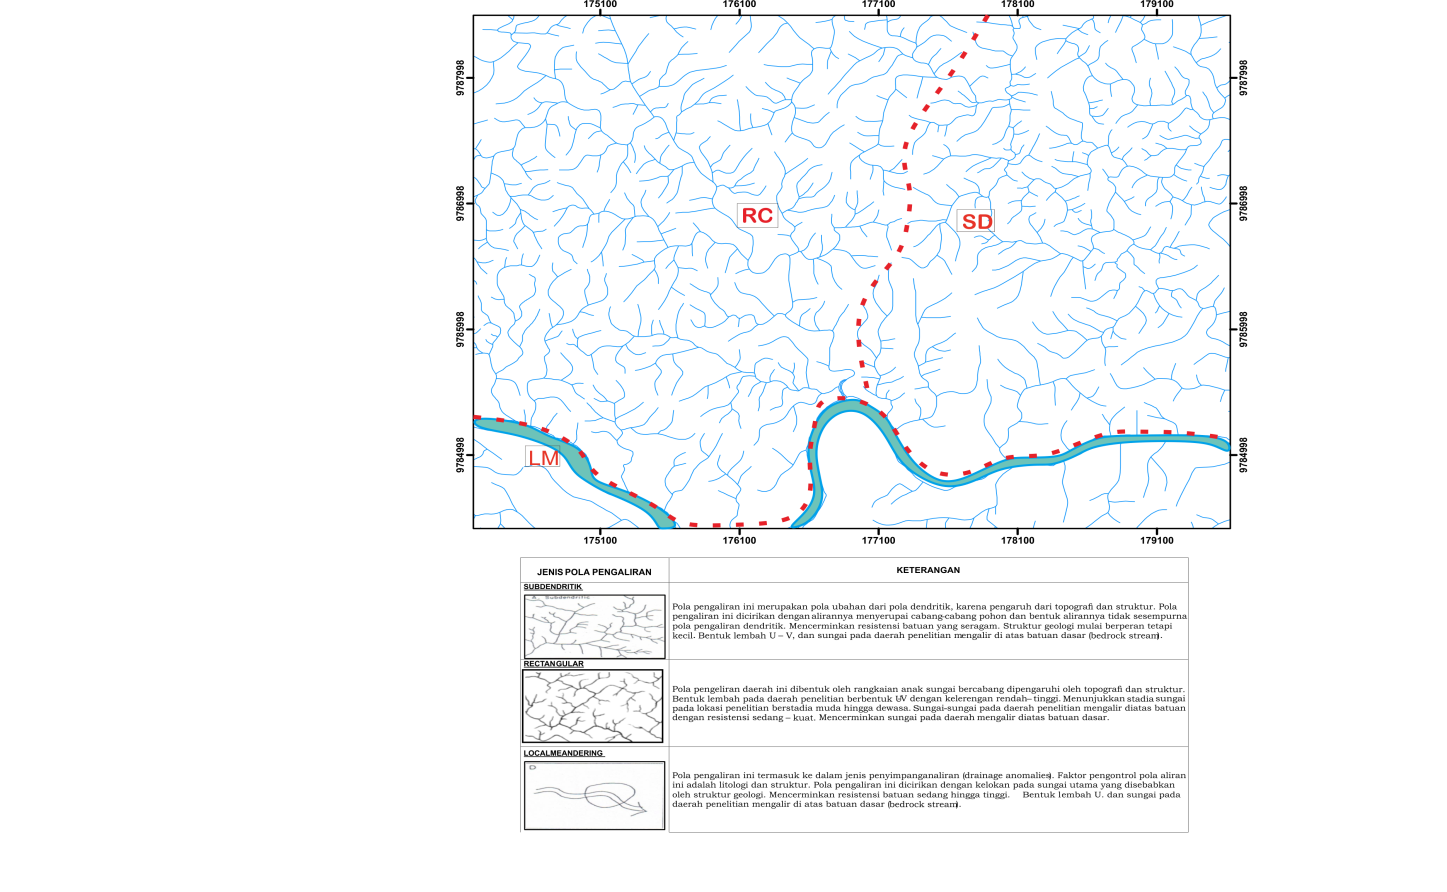 175100 176100 177100 178100 179100
9787998 9787998
9786998 9786998
RC SD
9785998 9785998
9784998 9784998
LM
175100 176100 177100 178100 179100
JENIS POLA PENGALIRAN KETERANGAN
SUBDENDRITIK
A Subdendritic
Pola pengaliran ini merupakan pola ubahan dari pola dendritik, karena pengaruh dari topografi dan struktur. Pola
pengaliran ini dicirikan dengan alirannya menyerupai cabang-cabang pohon dan bentuk alirannya tidak sesempurna
pola pengaliran dendritik. Mencerminkan resistensi batuan yang seragam. Struktur geologi mulai berperan tetapi
kecil. Bentuk lembah U – V, dan sungai pada daerah penelitian mengalir di atas batuan dasar (bedrock stream).
RECTANGULAR
Pola pengeliran daerah ini dibentuk oleh rangkaian anak sungai bercabang dipengaruhi oleh topografi dan struktur.
Bentuk lembah pada daerah penelitian berbentuk UV dengan kelerengan rendah– tinggi. Menunjukkan stadia sungai
pada lokasi penelitian berstadia muda hingga dewasa. Sungai-sungai pada daerah penelitian mengalir diatas batuan
dengan resistensi sedang – kuat. Mencerminkan sungai pada daerah mengalir diatas batuan dasar.
LOCALMEANDERING
D
Pola pengaliran ini termasuk ke dalam jenis penyimpanganaliran (drainage anomalies). Faktor pengontrol pola aliran
ini adalah litologi dan struktur. Pola pengaliran ini dicirikan dengan kelokan pada sungai utama yang disebabkan
oleh struktur geologi. Mencerminkan resistensi batuan sedang hingga tinggi. Bentuk lembah U. dan sungai pada
daerah penelitian mengalir di atas batuan dasar (bedrock stream).